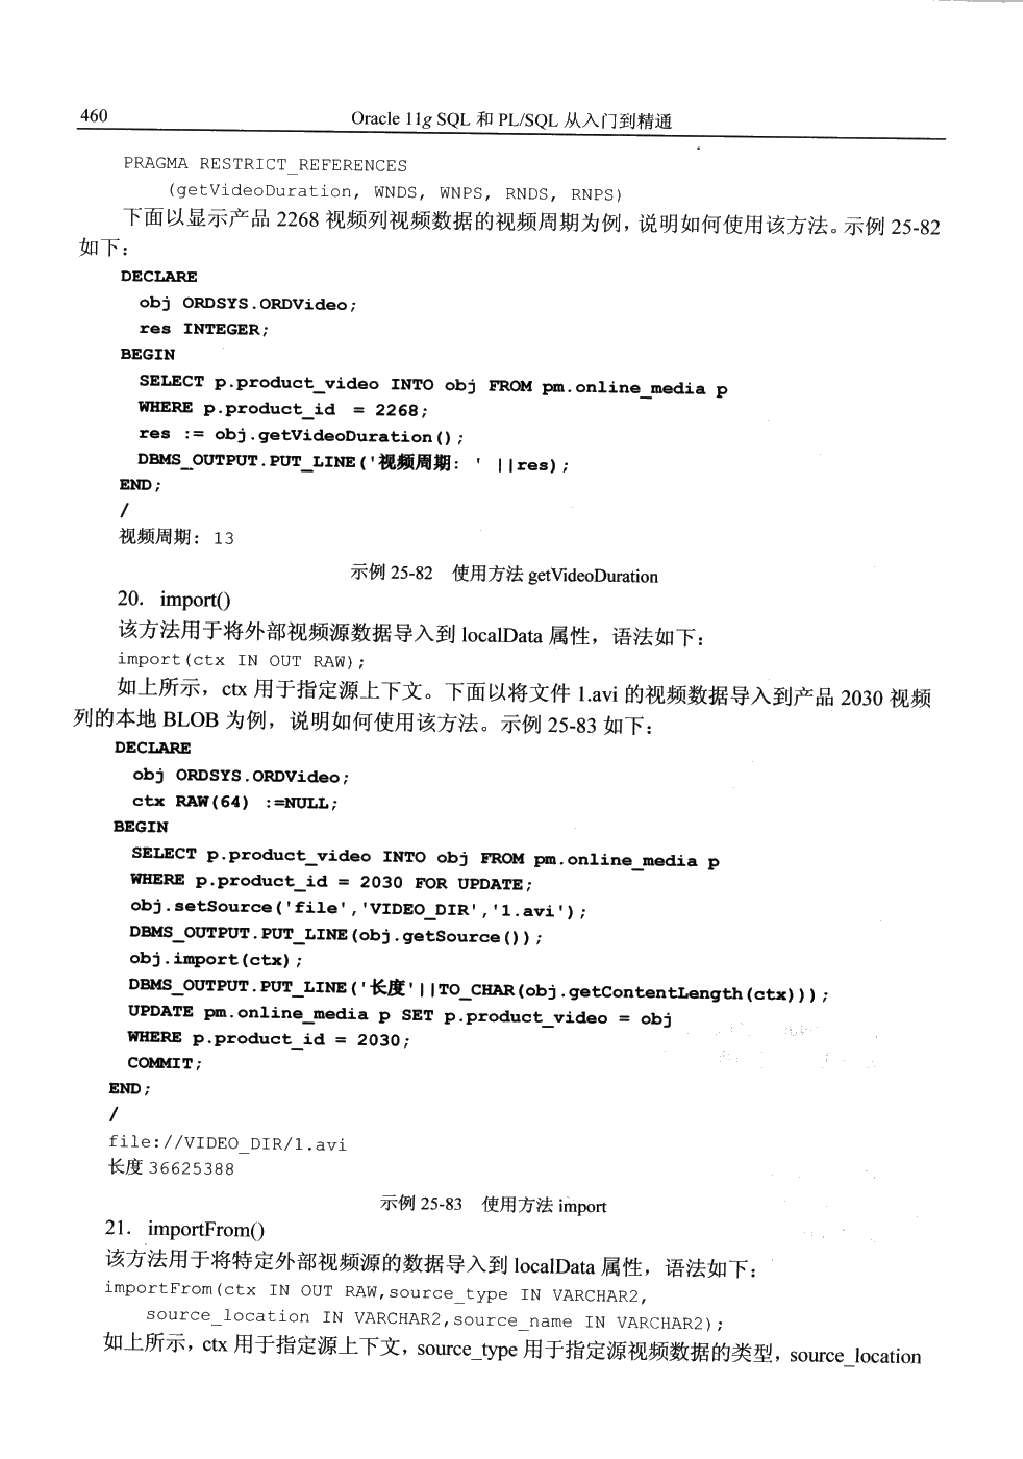 460
Oracle 11g SQL 和 PL/SQL 从入门到精通
PRAGMA RESTRICT_REFERENCES
(getVideoDuration, WNDS, WNPS, RNDS, RNPS)
下面以显示产品 2268 视频列视频数据的视频周期为例，说明如何使用该方法。示例 25-82
如下：
DECLARE
obj ORDSYS.ORDVideo;
res INTEGER;
BEGIN
SELECT p.product_video INTO obj FROM pm.online_media p
WHERE p.product_id = 2268;
res := obj.getVideoDuration();
DBMS_OUTPUT.PUT_LINE('视频周期：'||res);
END;
/
视频周期：13
示例 25-82 使用方法 getVideoDuration
20. import()
该方法用于将外部视频源数据导入到 localData 属性，语法如下：
import(ctx IN OUT RAW);
如上所示，ctx 用于指定源上下文。下面以将文件 1.avi 的视频数据导入到产品 2030 视频
列的本地 BLOB 为例，说明如何使用该方法。示例 25-83 如下：
DECLARE
obj ORDSYS.ORDVideo;
ctx RAW(64) :=NULL;
BEGIN
SELECT p.product_video INTO obj FROM pm.online_media p
WHERE p.product_id = 2030 FOR UPDATE;
obj.setSource('file','VIDEO_DIR','1.avi');
DBMS_OUTPUT.PUT_LINE(obj.getSource());
obj.import(ctx);
DBMS_OUTPUT.PUT_LINE('长度'||TO_CHAR(obj.getContentLength(ctx)));
UPDATE pm.online_media p SET p.product_video = obj
WHERE p.product_id = 2030;
COMMIT;
END;
/
file://VIDEO_DIR/1.avi
长度 36625388
示例 25-83 使用方法 import
21. importFrom()
该方法用于将特定外部视频源的数据导入到 localData 属性，语法如下：
importFrom(ctx IN OUT RAW,source_type IN VARCHAR2,
source_location IN VARCHAR2,source_name IN VARCHAR2);
如上所示，ctx 用于指定源上下文，source_type 用于指定源视频数据的类型，source_location